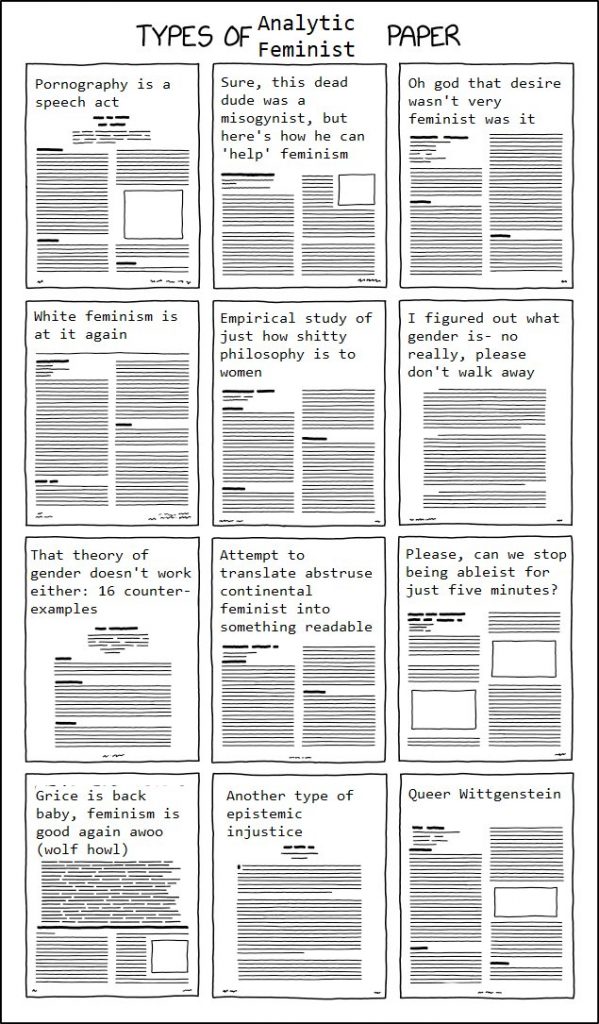 TYPES OF Analytic Feminist PAPER
Pornography is a
speech act
Sure, this dead
dude was a
misogynist, but
here's how he can
'help' feminism
Oh god that desire
wasn't very
feminist was it
White feminism is
at it again
Empirical study of
just how shitty
philosophy is to
women
I figured out what
gender is- no
really, please
don't walk away
That theory of
gender doesn't work
either: 16 counter-
examples
Attempt to
translate abstruse
continental
feminist into
something readable
Please, can we stop
being ableist for
just five minutes?
Grice is back
baby, feminism is
good again awoo
(wolf howl)
Another type of
epistemic
injustice
Queer Wittgenstein